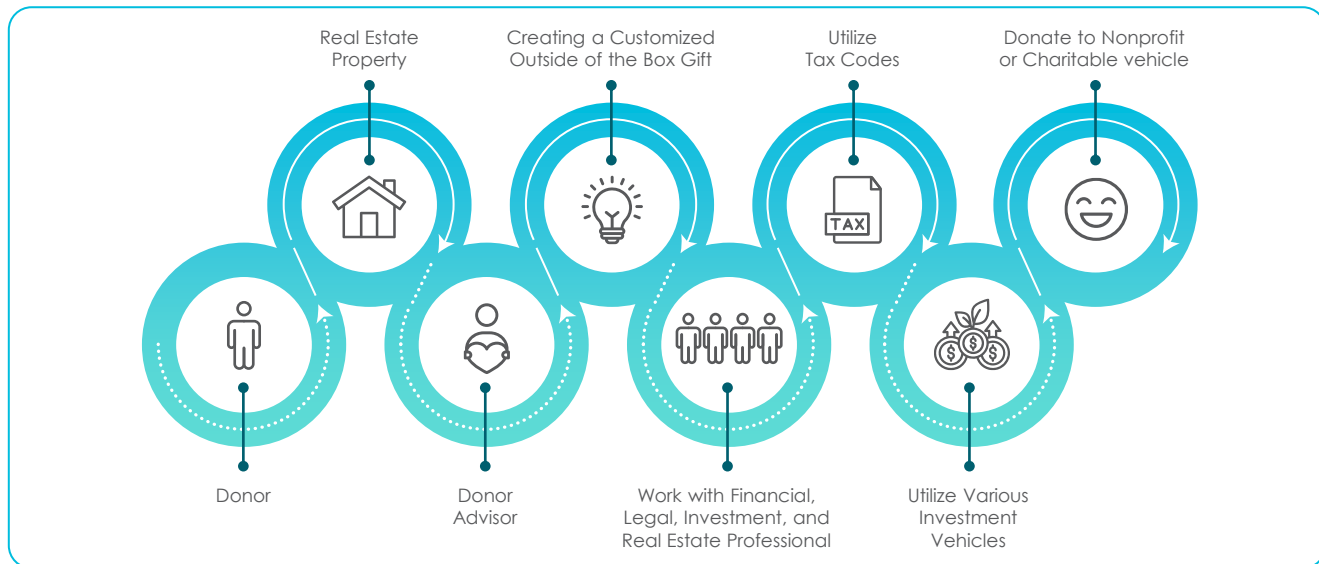 Real Estate
Property
Creating a Customized
Outside of the Box Gift
Utilize
Tax Codes
Donate to Nonprofit
or Charitable vehicle
TAX
$
$
$
Donor
Donor
Advisor
Work with Financial,
Legal, Investment, and
Real Estate Professional
Utilize Various
Investment
Vehicles